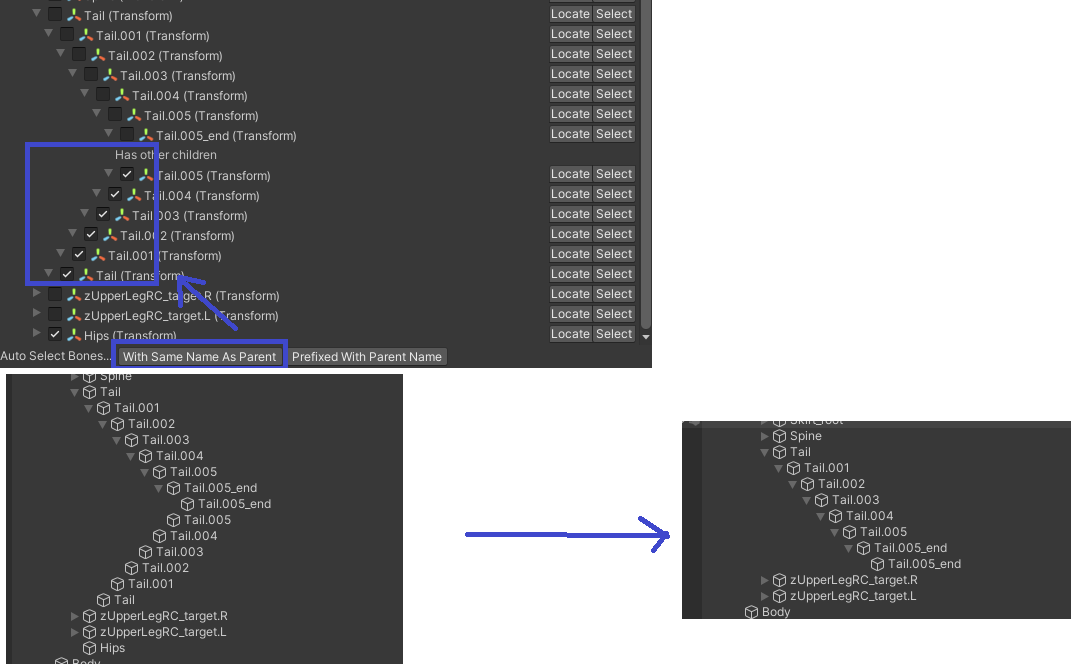 Tail (Transform) Locate Select
Tail.001 (Transform) Locate Select
Tail.002 (Transform) Locate Select
Tail.003 (Transform) Locate Select
Tail.004 (Transform) Locate Select
Tail.005 (Transform) Locate Select
Tail.005_end (Transform) Locate Select
Has other children
Tail.005 (Transform) Locate Select
Tail.004 (Transform) Locate Select
Tail.003 (Transform) Locate Select
Tail.002 (Transform) Locate Select
Tail.001 (Transform) Locate Select
Tail (Transform) Locate Select
zUpperLegRC_target.R (Transform) Locate Select
zUpperLegRC_target.L (Transform) Locate Select
Hips (Transform) Locate Select
Auto Select Bones... With Same Name As Parent Prefixed With Parent Name
Spine
Tail
Tail.001
Tail.002
Tail.003
Tail.004
Tail.005
Tail.005_end
Tail.005_end
Tail.005
Tail.004
Tail.003
Tail.002
Tail.001
Tail
zUpperLegRC_target.R
zUpperLegRC_target.L
Hips
Body
Skin_root
Spine
Tail
Tail.001
Tail.002
Tail.003
Tail.004
Tail.005
Tail.005_end
Tail.005_end
zUpperLegRC_target.R
zUpperLegRC_target.L
Body